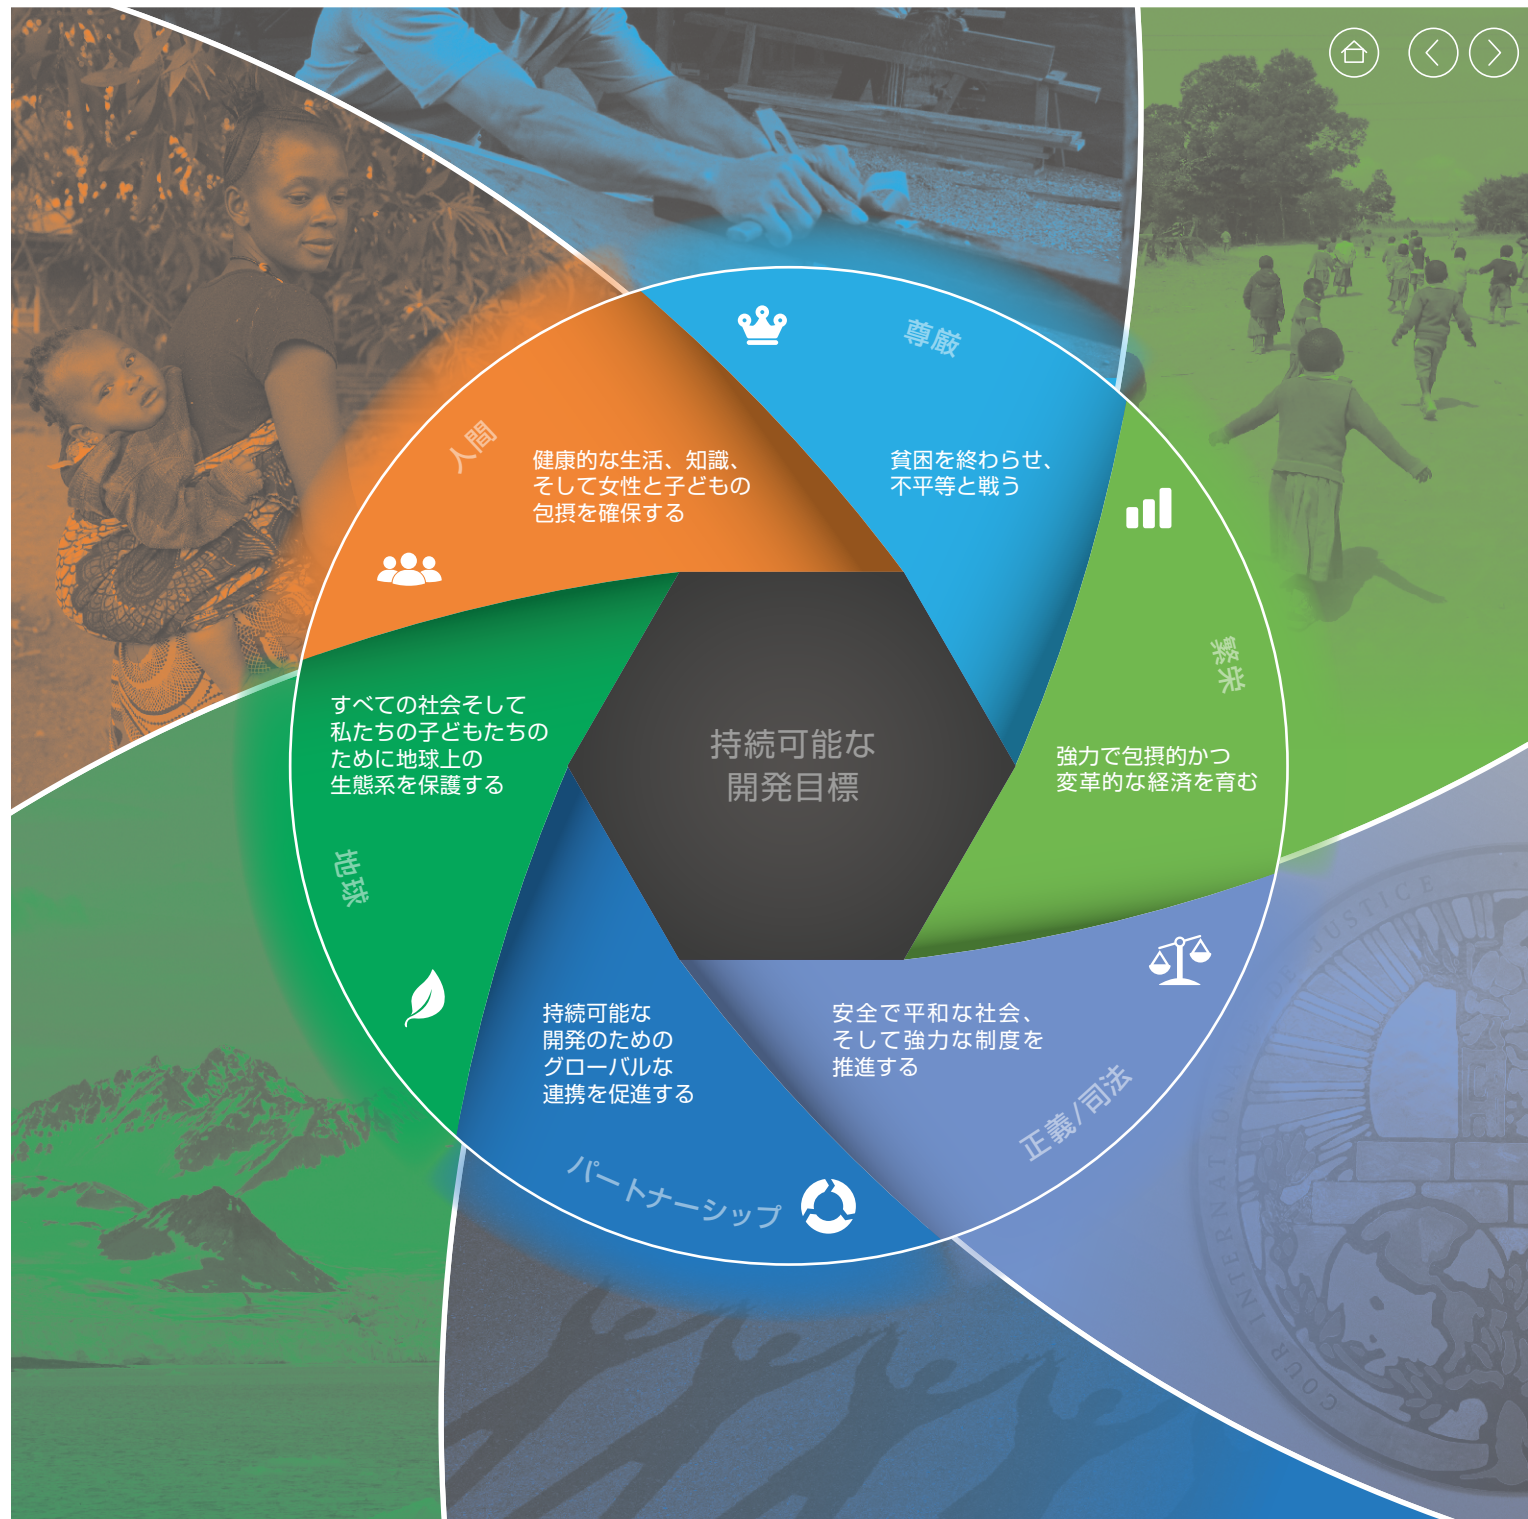 尊厳
貧困を終わらせ、
不平等と戦う
人間
健康的な生活、知識、
そして女性と子どもの
包摂を確保する
繁栄
強力で包摂的かつ
変革的な経済を育む
持続可能な
開発目標
すべての社会そして
私たちの子どもたちの
ために地球上の
生態系を保護する
地球
持続可能な
開発のための
グローバルな
連携を促進する
パートナーシップ
安全で平和な社会、
そして強力な制度を
推進する
正義/司法
COUR INTERNATIONALE DE JUSTICE